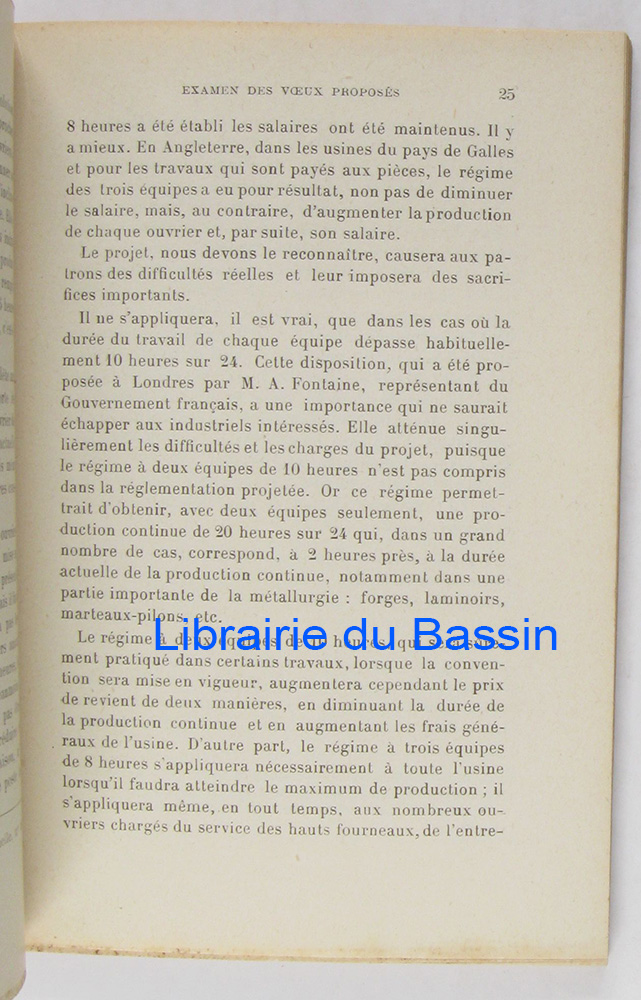 EXAMEN DES VŒUX PROPOSÉS 25
8 heures a été établi les salaires ont été maintenus. Il y
a mieux. En Angleterre, dans les usines du pays de Galles
et pour les travaux qui sont payés aux pièces, le régime
des trois équipes a eu pour résultat, non pas de diminuer
le salaire, mais, au contraire, d'augmenter la production
de chaque ouvrier et, par suite, son salaire.
Le projet, nous devons le reconnaître, causera aux pa-
trons des difficultés réelles et leur imposera des sacri-
fices importants.
Il ne s'appliquera, il est vrai, que dans les cas où la
durée du travail de chaque équipe dépasse habituelle-
ment 10 heures sur 24. Cette disposition, qui a été pro-
posée à Londres par M. A. Fontaine, représentant du
Gouvernement français, a une importance qui ne saurait
échapper aux industriels intéressés. Elle atténue singu-
lièrement les difficultés et les charges du projet, puisque
le régime à deux équipes de 10 heures n'est pas compris
dans la réglementation projetée. Or ce régime permet-
trait d'obtenir, avec deux équipes seulement, une pro-
duction continue de 20 heures sur 24 qui, dans un grand
nombre de cas, correspond, à 2 heures près, à la durée
actuelle de la production continue, notamment dans une
partie importante de la métallurgie : forges, laminoirs,
marteaux-pilons, etc.
Librairie du Bassin
Le régime à deux équipes de 10 heures, qui sera sûre-
ment pratiqué dans certains travaux, lorsque la conven-
tion sera mise en vigueur, augmentera cependant le prix
de revient de deux manières, en diminuant la durée de
la production continue et en augmentant les frais géné-
raux de l'usine. D'autre part, le régime à trois équipes
de 8 heures s'appliquera nécessairement à toute l'usine
lorsqu'il faudra atteindre le maximum de production ; il
s'appliquera même, en tout temps, aux nombreux ou-
vriers chargés du service des hauts fourneaux, de l'entre-